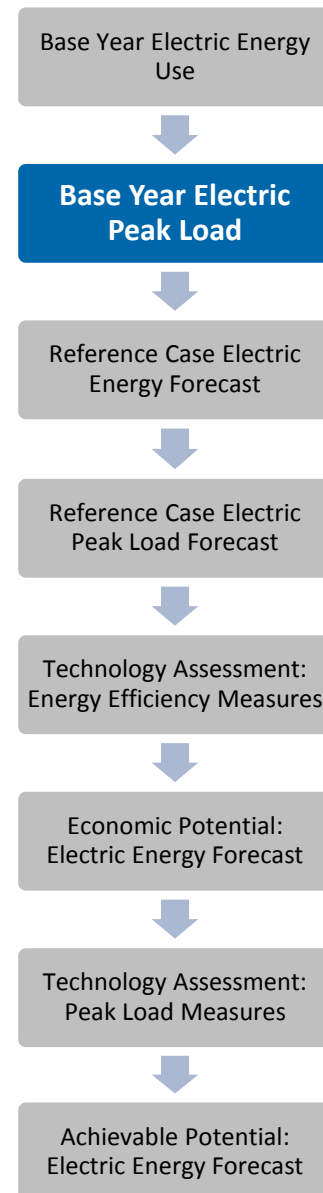 Base Year Electric Energy
Use
Base Year Electric
Peak Load
Reference Case Electric
Energy Forecast
Reference Case Electric
Peak Load Forecast
Technology Assessment:
Energy Efficiency Measures
Economic Potential:
Electric Energy Forecast
Technology Assessment:
Peak Load Measures
Achievable Potential:
Electric Energy Forecast